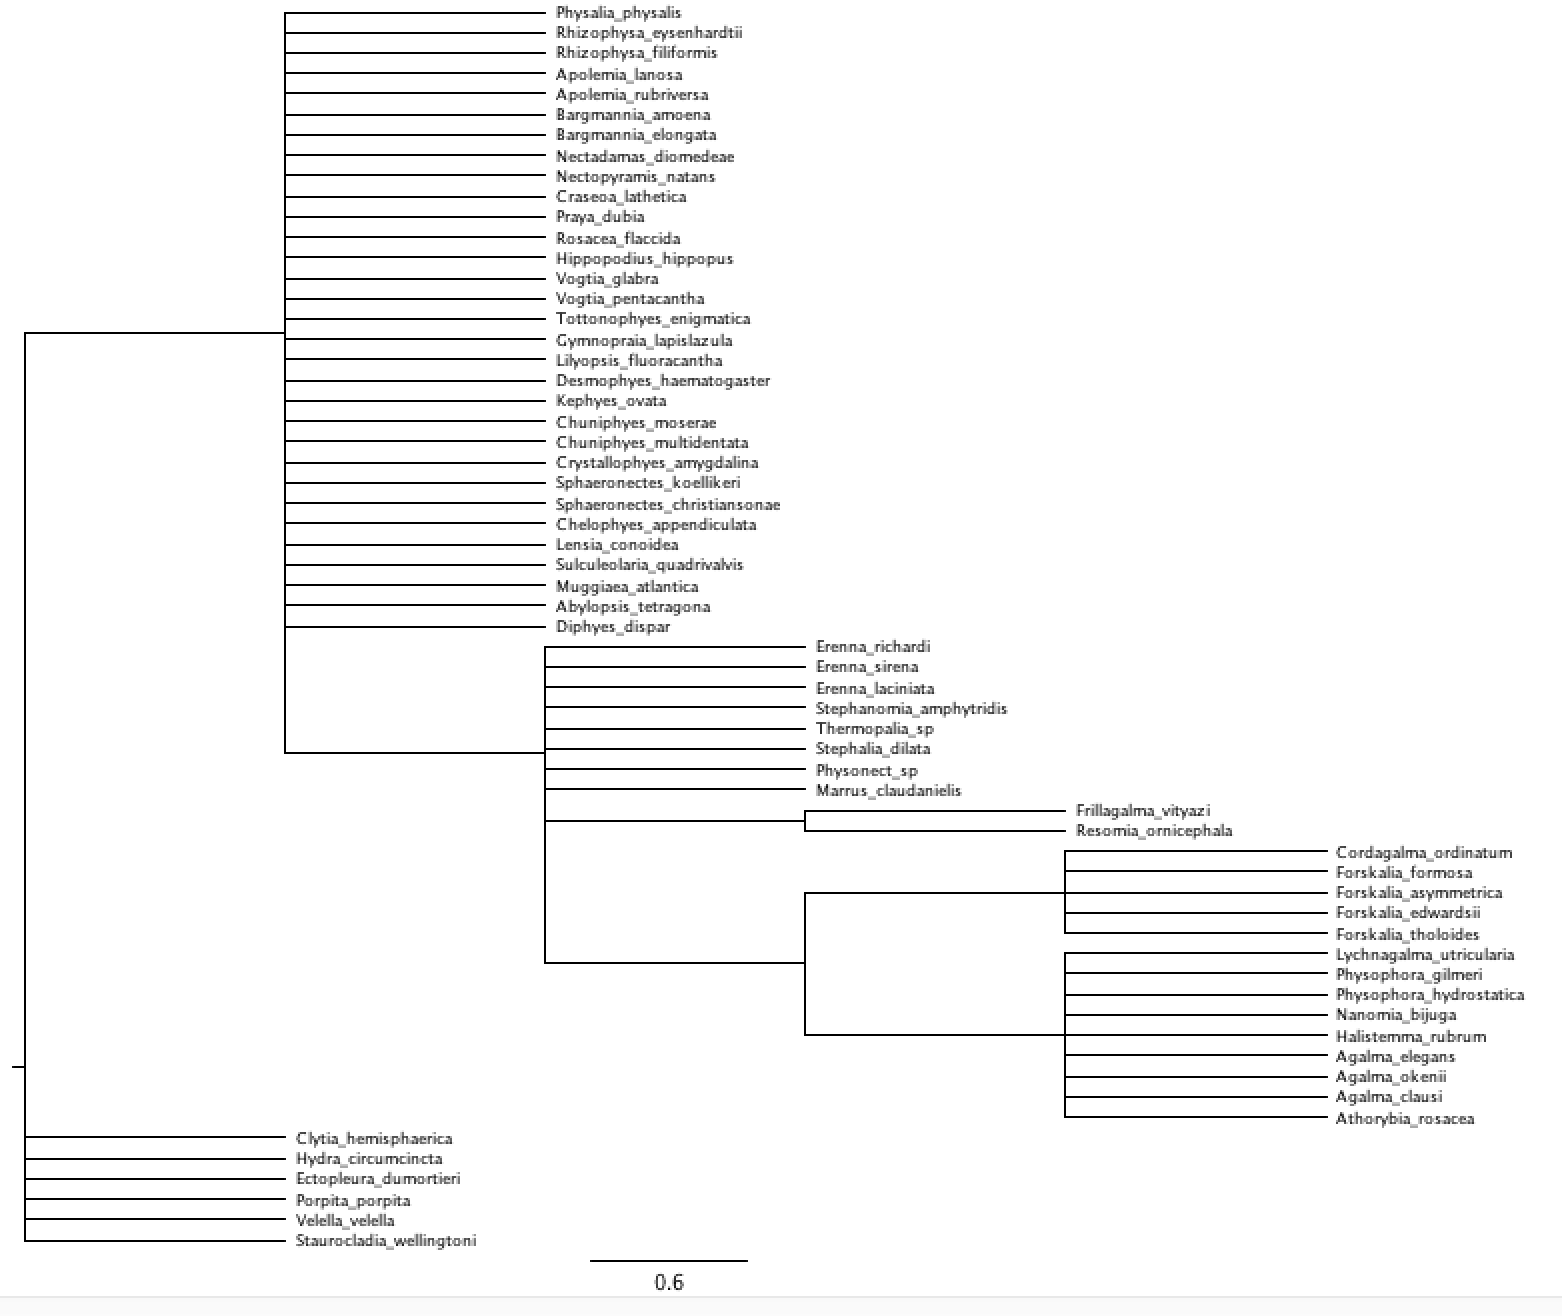 Physalia_physalis
Rhizophysa_eysenhardtii
Rhizophysa_filiformis
Apolemia_lanosa
Apolemia_rubriversa
Bargmannia_amoena
Bargmannia_elongata
Nectadamas_diomedeae
Nectopyramis_natans
Craseoa_lathetica
Praya_dubia
Rosacea_flaccida
Hippopodius_hippopus
Vogtia_glabra
Vogtia_pentacantha
Tottonophyes_enigmatica
Gymnopraia_lapislazula
Lilyopsis_fluoracantha
Desmophyes_haematogaster
Kephyes_ovata
Chuniphyes_moserae
Chuniphyes_multidentata
Crystallophyes_amygdalina
Sphaeronectes_koellikeri
Sphaeronectes_christiansonae
Chelophyes_appendiculata
Lensia_conoidea
Sulculeolaria_quadrivalvis
Muggiaea_atlantica
Abylopsis_tetragona
Diphyes_dispar
Erenna_richardi
Erenna_sirena
Erenna_laciniata
Stephanomia_amphytridis
Thermopalia_sp
Stephalia_dilata
Physonect_sp
Marrus_claudanielis
Frillagalma_vityazi
Resomia_ornicephala
Cordagalma_ordinatum
Forskalia_formosa
Forskalia_asymmetrica
Forskalia_edwardsii
Forskalia_tholoides
Lychnagalma_utricularia
Physophora_gilmeri
Physophora_hydrostatica
Nanomia_bijuga
Halistemma_rubrum
Agalma_elegans
Agalma_okenii
Agalma_clausi
Athorybia_rosacea
Clytia_hemisphaerica
Hydra_circumcincta
Ectopleura_dumortieri
Porpita_porpita
Velella_velella
Staurocladia_wellingtoni
0.6